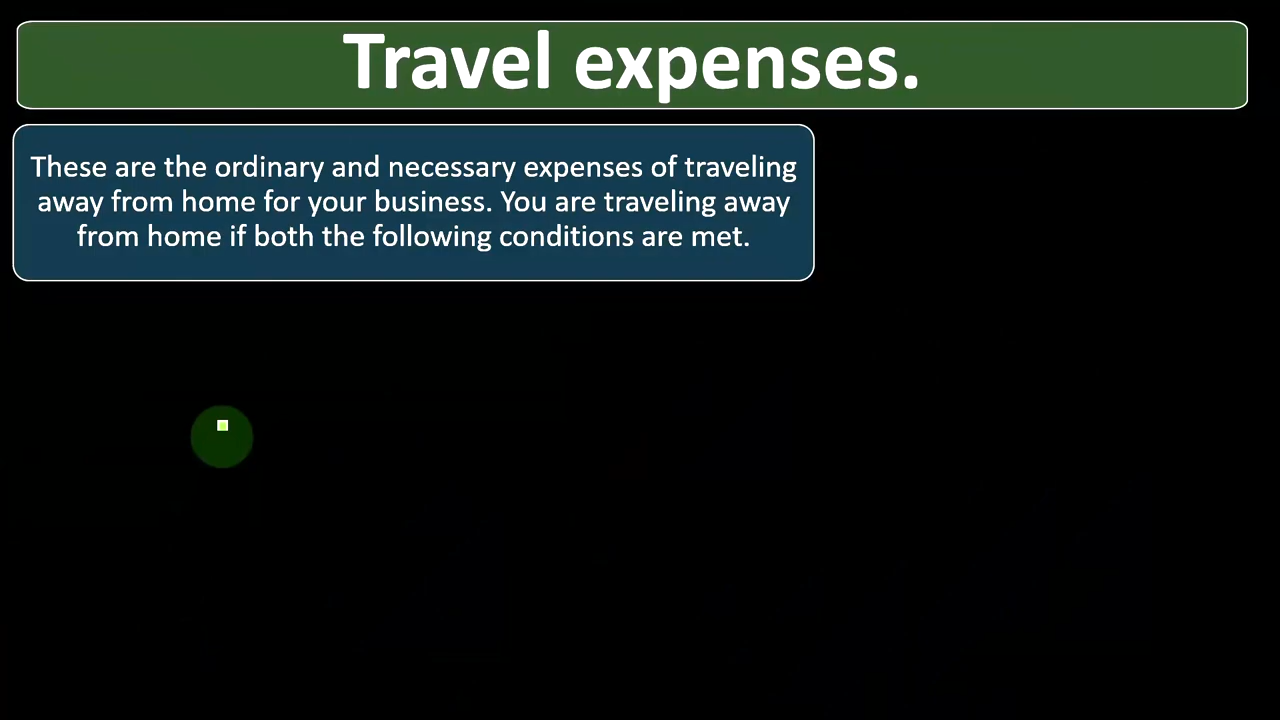 Travel expenses.
These are the ordinary and necessary expenses of traveling
away from home for your business. You are traveling away
from home if both the following conditions are met.